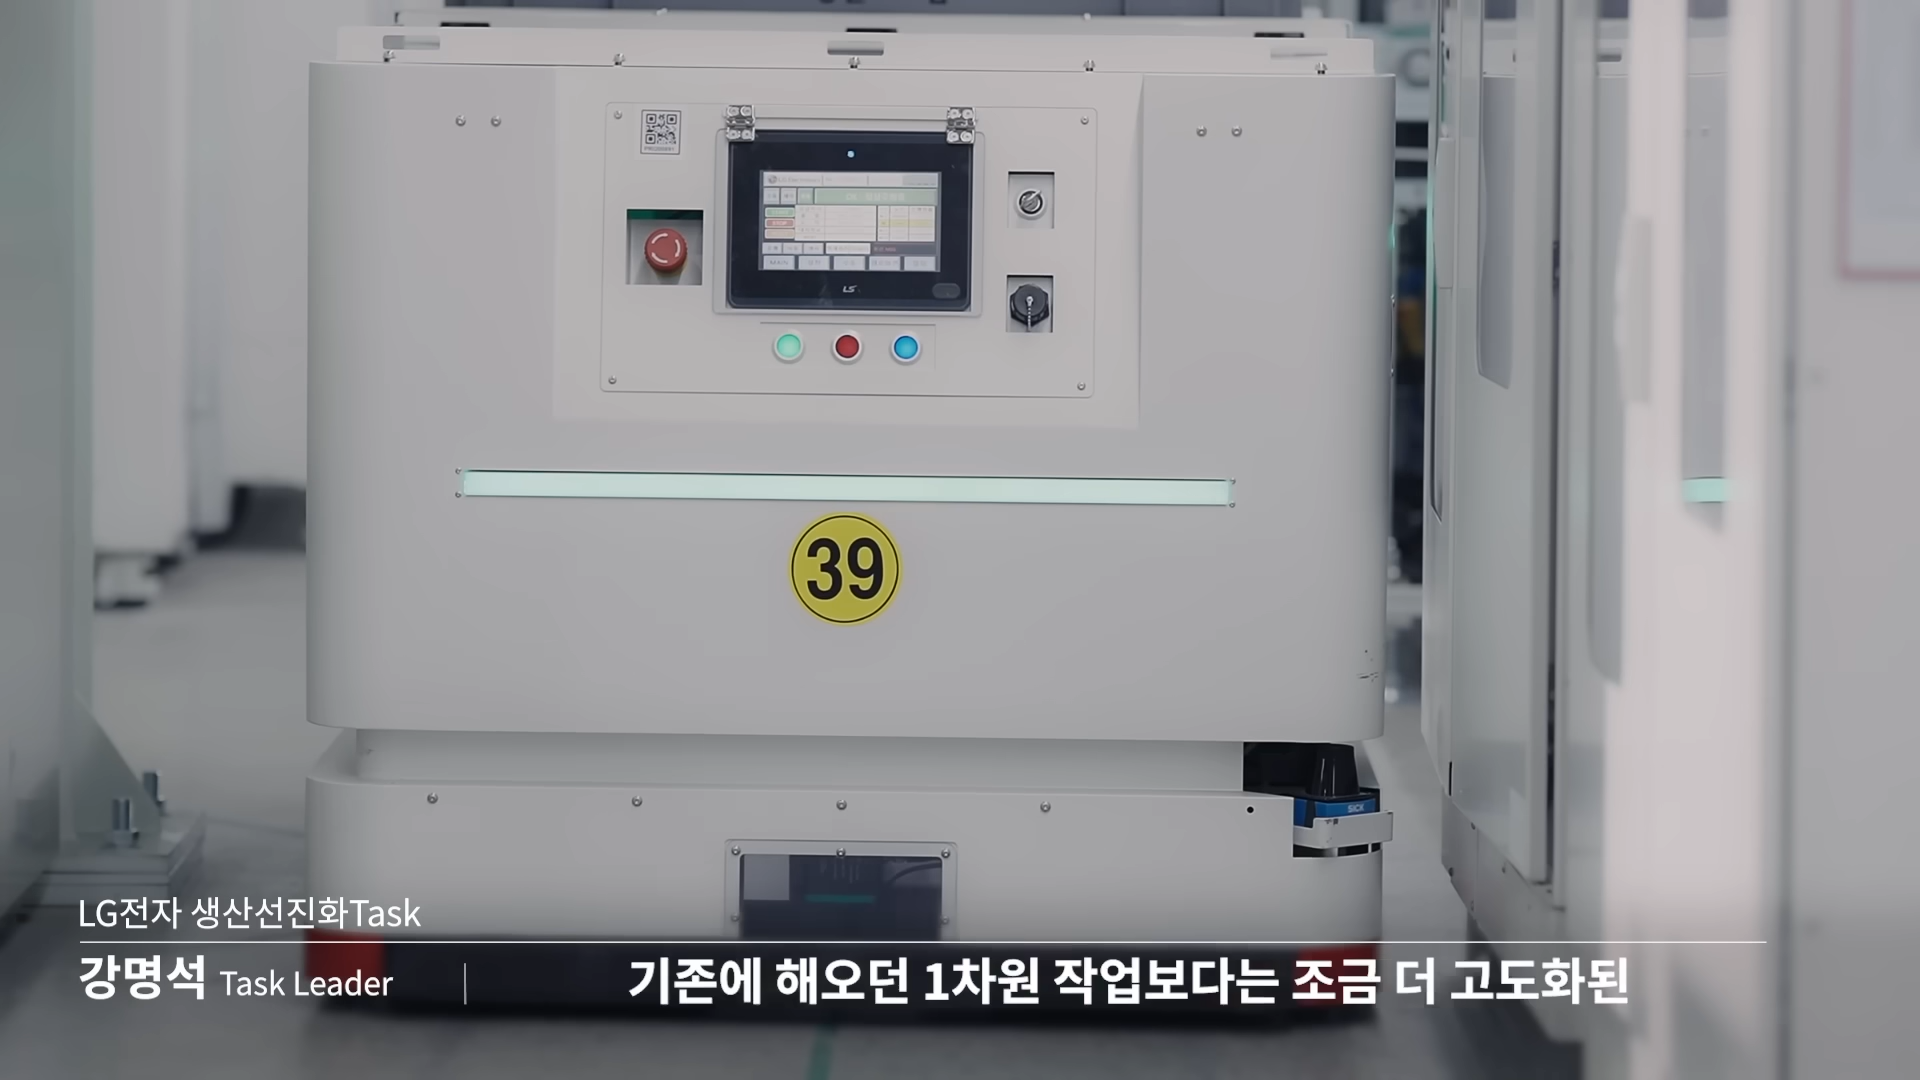 LS
39
SICK
LG전자 생산선진화Task
강명석 Task Leader
기존에 해오던 1차원 작업보다는 조금 더 고도화된